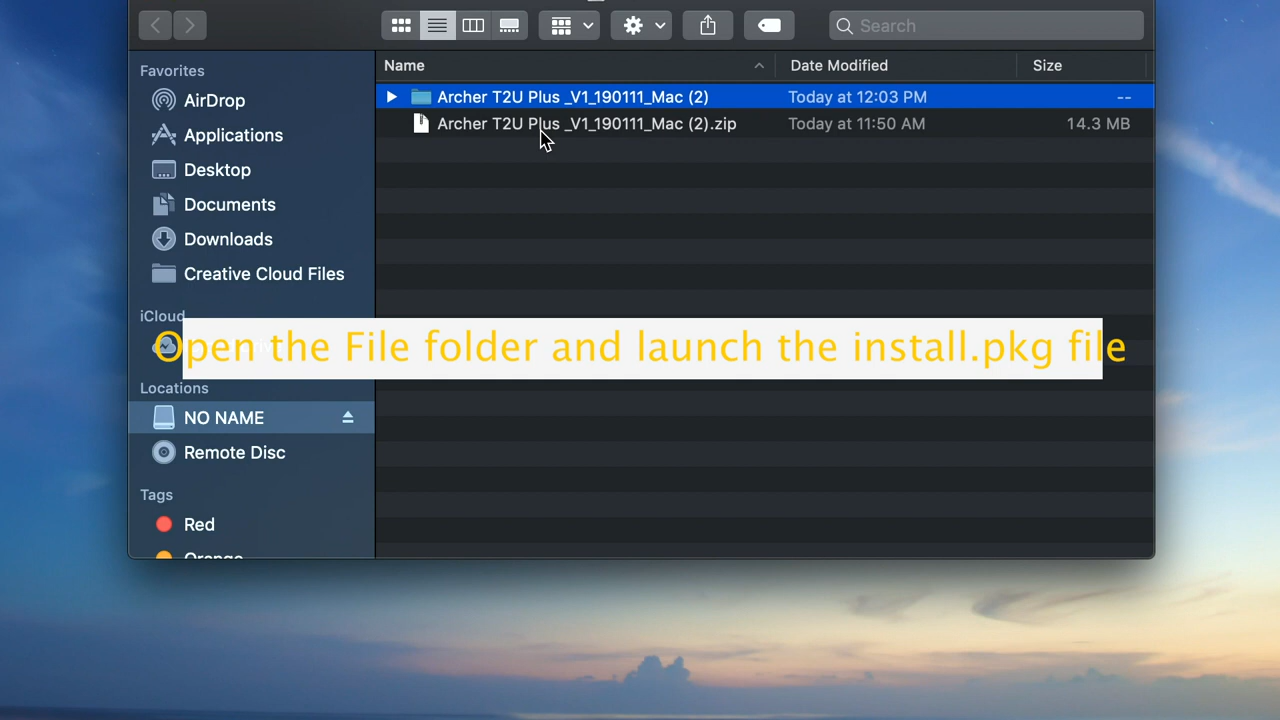 Search
Name
Date Modified
Size
Favorites
AirDrop
Applications
Desktop
Documents
Downloads
Creative Cloud Files
iCloud
Locations
NO NAME
Remote Disc
Tags
Red
Orange
Archer T2U Plus _V1_190111_Mac (2)
Today at 12:03 PM
--
Archer T2U Plus _V1_190111_Mac (2).zip
Today at 11:50 AM
14.3 MB
Open the File folder and launch the install.pkg file